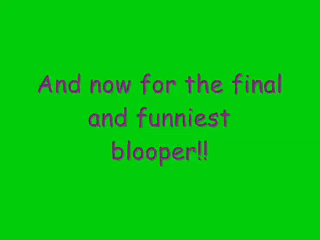 And now for the final
and funniest
blooper!!